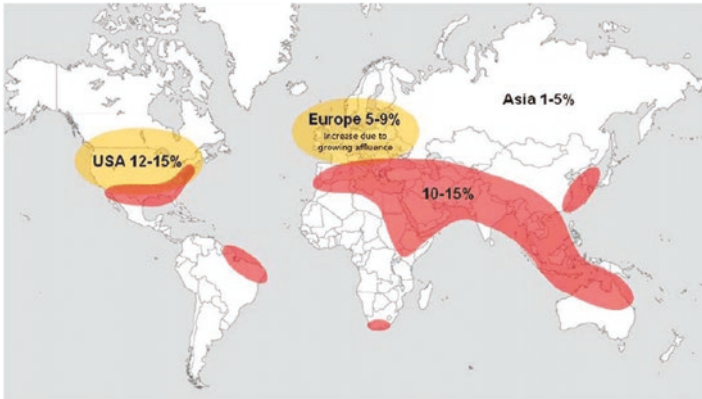 Asia 1-5%
Europe 5-9%
Increase due to
growing affluence
USA 12-15%
10-15%